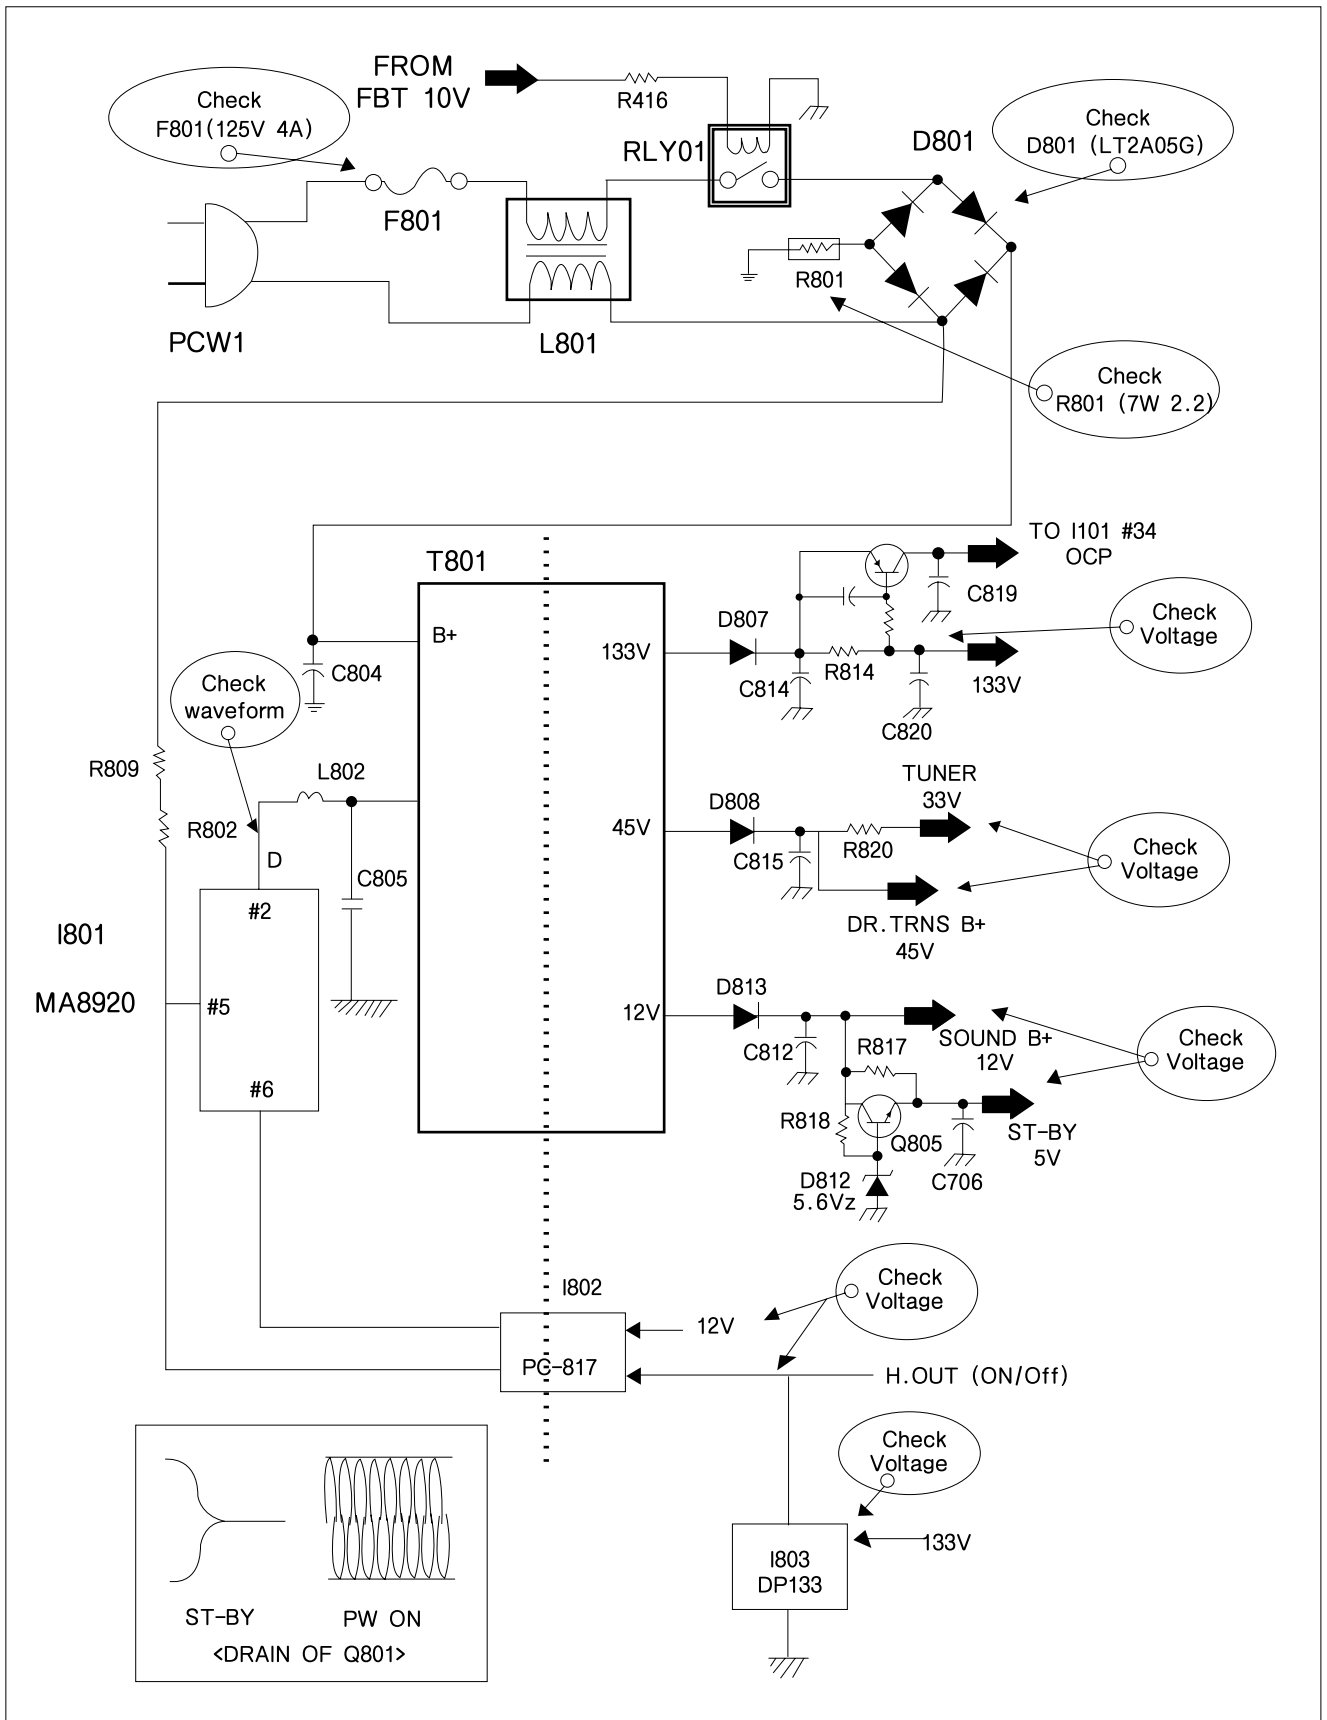 FROM
FBT 10V
R416
Check
F801(125V 4A)
RLY01
D801
Check
D801 (LT2A05G)
F801
R801
PCW1
L801
Check
R801 (7W 2.2)
T801
TO I101 #34
OCP
C819
B+
133V
D807
Check
Voltage
C804
C814
R814
133V
C820
Check
waveform
R809
L802
TUNER
33V
D808
R802
45V
C815
R820
Check
Voltage
D
C805
#2
DR.TRNS B+
45V
I801
D813
MA8920
#5
12V
SOUND B+
12V
C812
R817
Check
Voltage
#6
R818
Q805
ST-BY
5V
D812
5.6Vz
C706
I802
Check
Voltage
12V
PC-817
H.OUT (ON/Off)
Check
Voltage
133V
I803
DP133
ST-BY
PW ON
<DRAIN OF Q801>